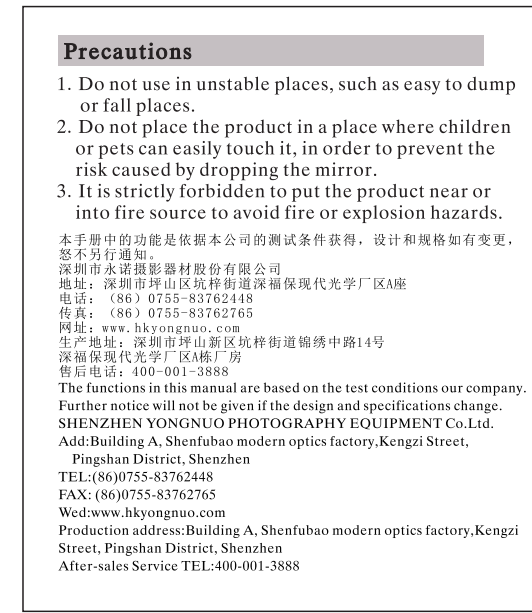 Precautions
1. Do not use in unstable places, such as easy to dump
or fall places.
2. Do not place the product in a place where children
or pets can easily touch it, in order to prevent the
risk caused by dropping the mirror.
3. It is strictly forbidden to put the product near or
into fire source to avoid fire or explosion hazards.
本手册中的功能是依据本公司的测试条件获得，设计和规格如有变更，
恕不另行通知。
深圳市永诺摄影器材股份有限公司
地址：深圳市坪山区坑梓街道深福保现代光学厂区A座
电话：（86）0755-83762448
传真：（86）0755-83762765
网址：www.hkyongnuo.com
生产地址：深圳市坪山新区坑梓街道锦绣中路14号
深福保现代光学厂区A栋厂房
售后电话：400-001-3888
The functions in this manual are based on the test conditions our company.
Further notice will not be given if the design and specifications change.
SHENZHEN YONGNUO PHOTOGRAPHY EQUIPMENT Co.Ltd.
Add:Building A, Shenfubao modern optics factory,Kengzi Street,
Pingshan District, Shenzhen
TEL:(86)0755-83762448
FAX: (86)0755-83762765
Wed:www.hkyongnuo.com
Production address:Building A, Shenfubao modern optics factory,Kengzi
Street, Pingshan District, Shenzhen
After-sales Service TEL:400-001-3888